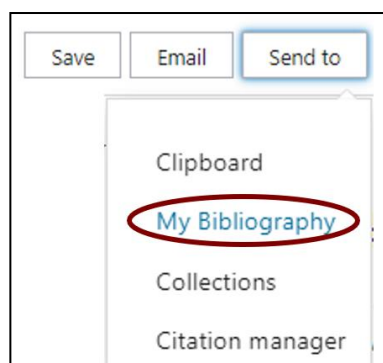 Save Email Send to
Clipboard
My Bibliography
Collections
Citation manager